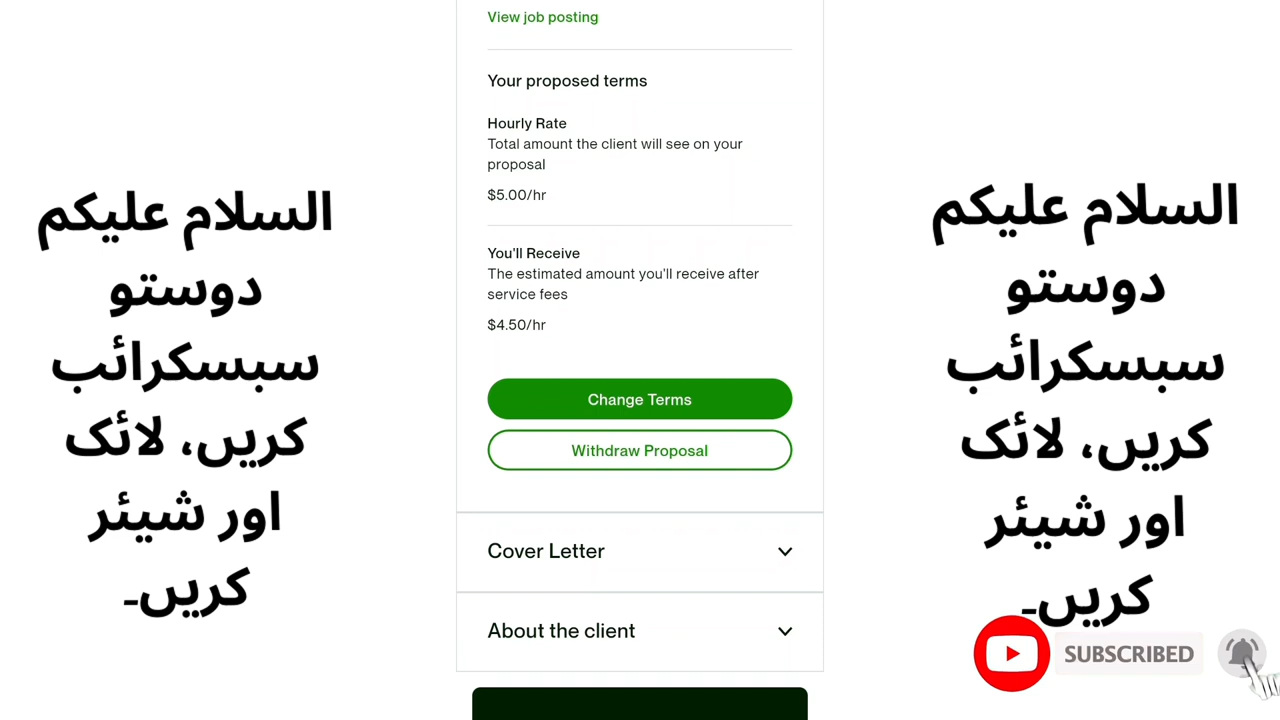 السلام علیکم
دوستو
سبسکرائب
کریں، لائک
اور شیئر
کریں۔
View job posting
Your proposed terms
Hourly Rate
Total amount the client will see on your
proposal
$5.00/hr
You'll Receive
The estimated amount you'll receive after
service fees
$4.50/hr
Change Terms
Withdraw Proposal
Cover Letter
About the client
السلام علیکم
دوستو
سبسکرائب
کریں، لائک
اور شیئر
کریں۔
SUBSCRIBED